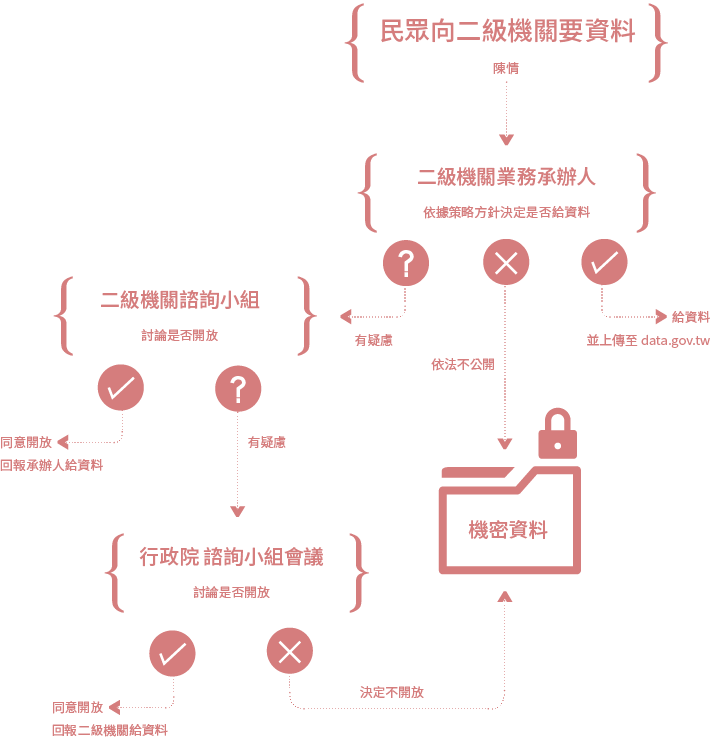 民眾向二級機關要資料
陳情
二級機關業務承辦人
依據策略方針決定是否給資料
?
給資料
並上傳至 data.gov.tw
有疑慮
依法不公開
二級機關諮詢小組
討論是否開放
?
同意開放
回報承辦人給資料
有疑慮
機密資料
行政院 諮詢小組會議
討論是否開放
決定不開放
同意開放
回報二級機關給資料